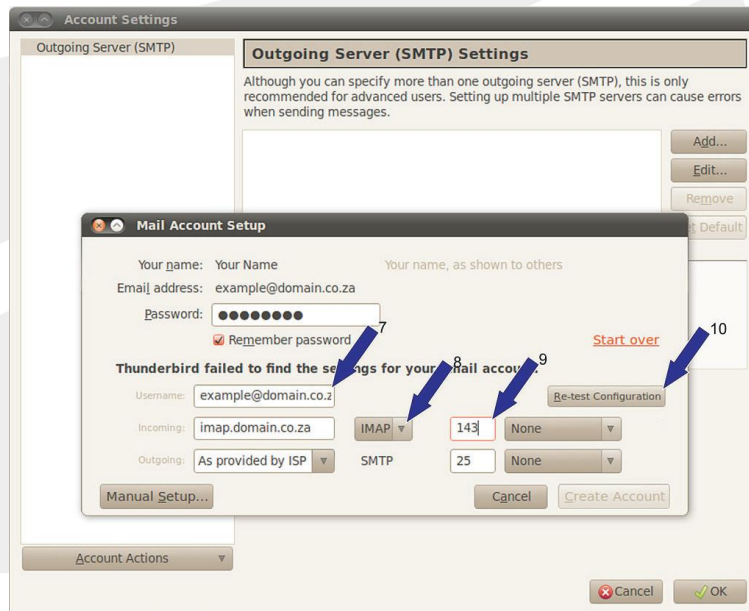 Account Settings
Outgoing Server (SMTP)
Outgoing Server (SMTP) Settings
Although you can specify more than one outgoing server (SMTP), this is only
recommended for advanced users. Setting up multiple SMTP servers can cause errors
when sending messages.
Add...
Edit...
Remove
Default
Mail Account Setup
Your name: Your Name Your name, as shown to others
Email address: example@domain.co.za
Password:
Remember password
7
Start over
10
Thunderbird failed to find the settings for your email account.
8
9
Username: example@domain.co.z
Re-test Configuration
Incoming: imap.domain.co.za IMAP 143 None
Outgoing: As provided by ISP SMTP 25 None
Manual Setup...
Cancel
Create Account
Account Actions
Cancel
OK